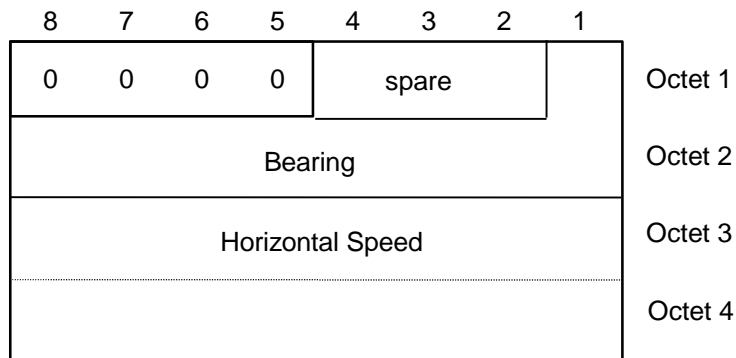 8 7 6 5 4 3 2 1
0 0 0 0 spare Octet 1
Bearing Octet 2
Horizontal Speed Octet 3
Octet 4